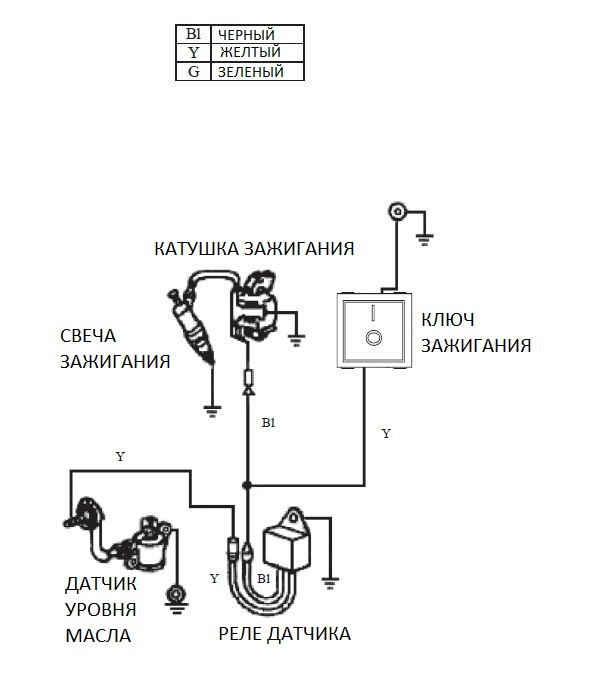 Bl ЧЕРНЫЙ
Y ЖЕЛТЫЙ
G ЗЕЛЕНЫЙ
КАТУШКА ЗАЖИГАНИЯ
СВЕЧА
ЗАЖИГАНИЯ
КЛЮЧ
ЗАЖИГАНИЯ
Bl
Y
Y
Y
Bl
ДАТЧИК
УРОВНЯ
МАСЛА
РЕЛЕ ДАТЧИКА